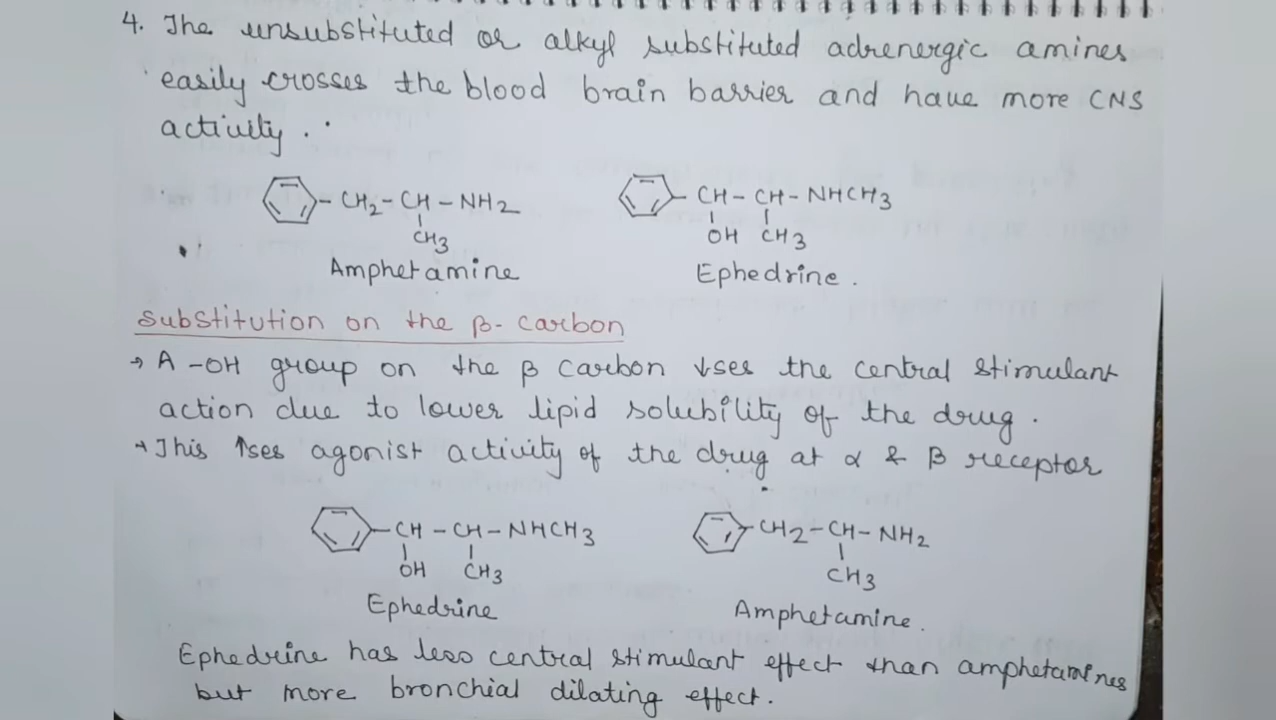 4. The unsubstituted or alkyl substituted adrenergic amines
easily crosses the blood brain barrier and have more CNS
activity .
- CH2 - CH - NH2
CH3
Amphetamine
CH - CH - NHCH3
OH CH3
Ephedrine .
Substitution on the β- carbon
→ A -OH group on the β carbon ↓ses the central stimulant
action due to lower lipid solubility of the drug .
→ This ↑ses agonist activity of the drug at α & β receptor
CH - CH - NHCH3
OH CH3
Ephedrine
CH2 - CH - NH2
CH3
Amphetamine .
Ephedrine has less central stimulant effect than amphetamines
but more bronchial dilating effect .